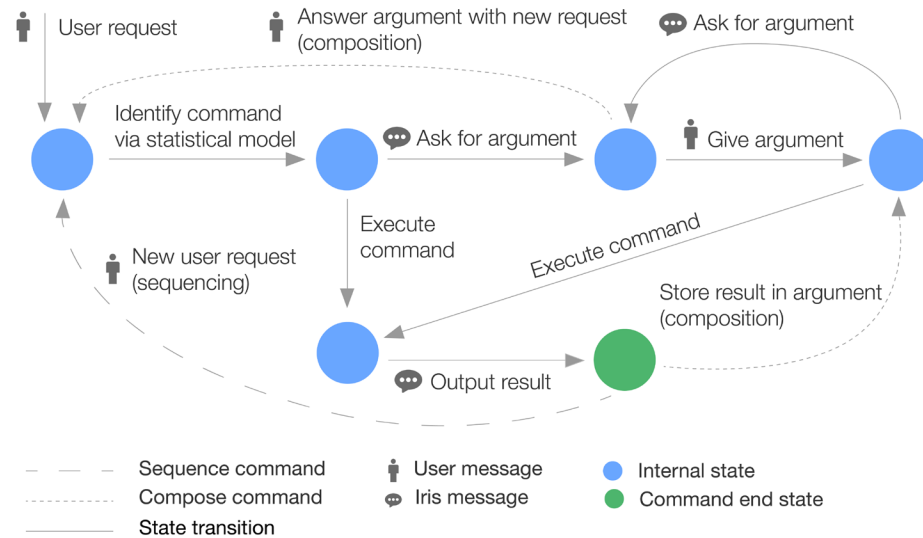 User request
Answer argument with new request
(composition)
Ask for argument
Identify command
via statistical model
Ask for argument
Give argument
Execute
command
Execute command
New user request
(sequencing)
Store result in argument
(composition)
Output result
Sequence command
User message
Internal state
Compose command
Iris message
Command end state
State transition